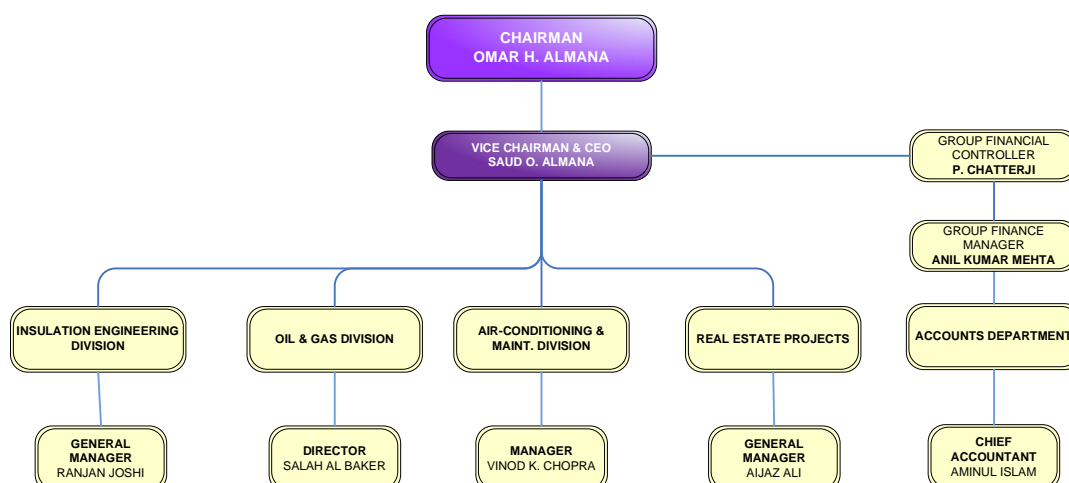 CHAIRMAN
OMAR H. ALMANA
VICE CHAIRMAN & CEO
SAUD O. ALMANA
GROUP FINANCIAL
CONTROLLER
P. CHATTERJI
GROUP FINANCE
MANAGER
ANIL KUMAR MEHTA
INSULATION ENGINEERING
DIVISION
OIL & GAS DIVISION
AIR-CONDITIONING &
MAINT. DIVISION
REAL ESTATE PROJECTS
ACCOUNTS DEPARTMENT
GENERAL
MANAGER
RANJAN JOSHI
DIRECTOR
SALAH AL BAKER
MANAGER
VINOD K. CHOPRA
GENERAL
MANAGER
AIJAZ ALI
CHIEF
ACCOUNTANT
AMINUL ISLAM